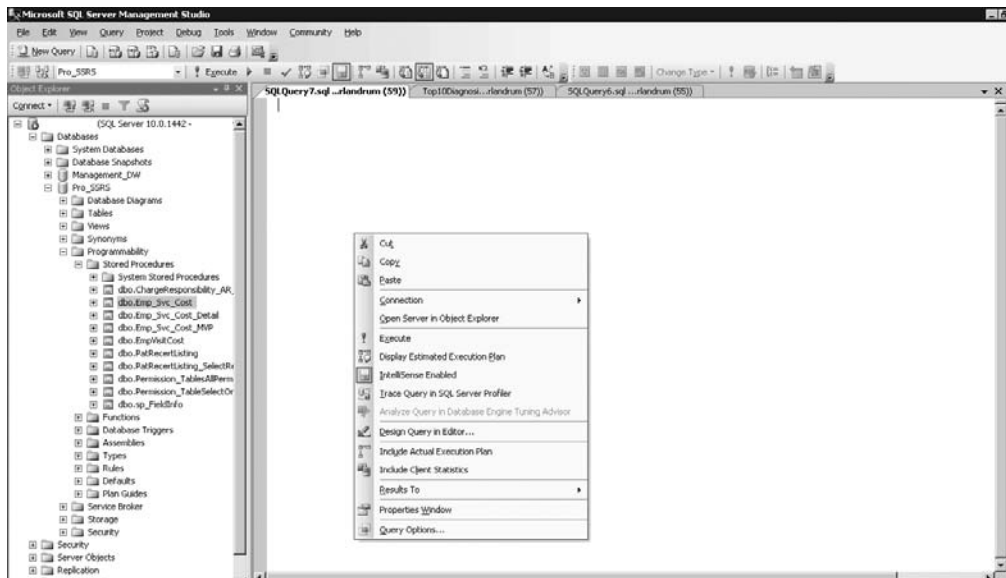 Microsoft SQL Server Management Studio
File Edit View Query Project Debug Tools Window Community Help
New Query
Pro_SSRS Execute Change Type
Object Explorer
SQLQuery7.sql ...rlandrum (59)) Top10Diagnosi...rlandrum (57)) SQLQuery6.sql ...rlandrum (55))
Connect
(SQL Server 10.0.1442 -
Databases
System Databases
Database Snapshots
Management_DW
Pro_SSRS
Database Diagrams
Tables
Views
Synonyms
Programmability
Stored Procedures
System Stored Procedures
dbo.ChargeResponsibility_AR_
dbo.Emp_Svc_Cost
dbo.Emp_Svc_Cost_Detail
dbo.Emp_Svc_Cost_MVP
dbo.EmpVisitCost
dbo.PatRecertListing
dbo.PatRecertListing_SelectRe
dbo.Permission_TablesAllPerm
dbo.Permission_TableSelectOr
dbo.sp_FieldInfo
Functions
Database Triggers
Assemblies
Types
Rules
Defaults
Plan Guides
Service Broker
Storage
Security
Security
Server Objects
Replication
Cut
Copy
Paste
Connection
Open Server in Object Explorer
Execute
Display Estimated Execution Plan
IntelliSense Enabled
Trace Query in SQL Server Profiler
Analyze Query in Database Engine Tuning Advisor
Design Query in Editor...
Include Actual Execution Plan
Include Client Statistics
Results To
Properties Window
Query Options...